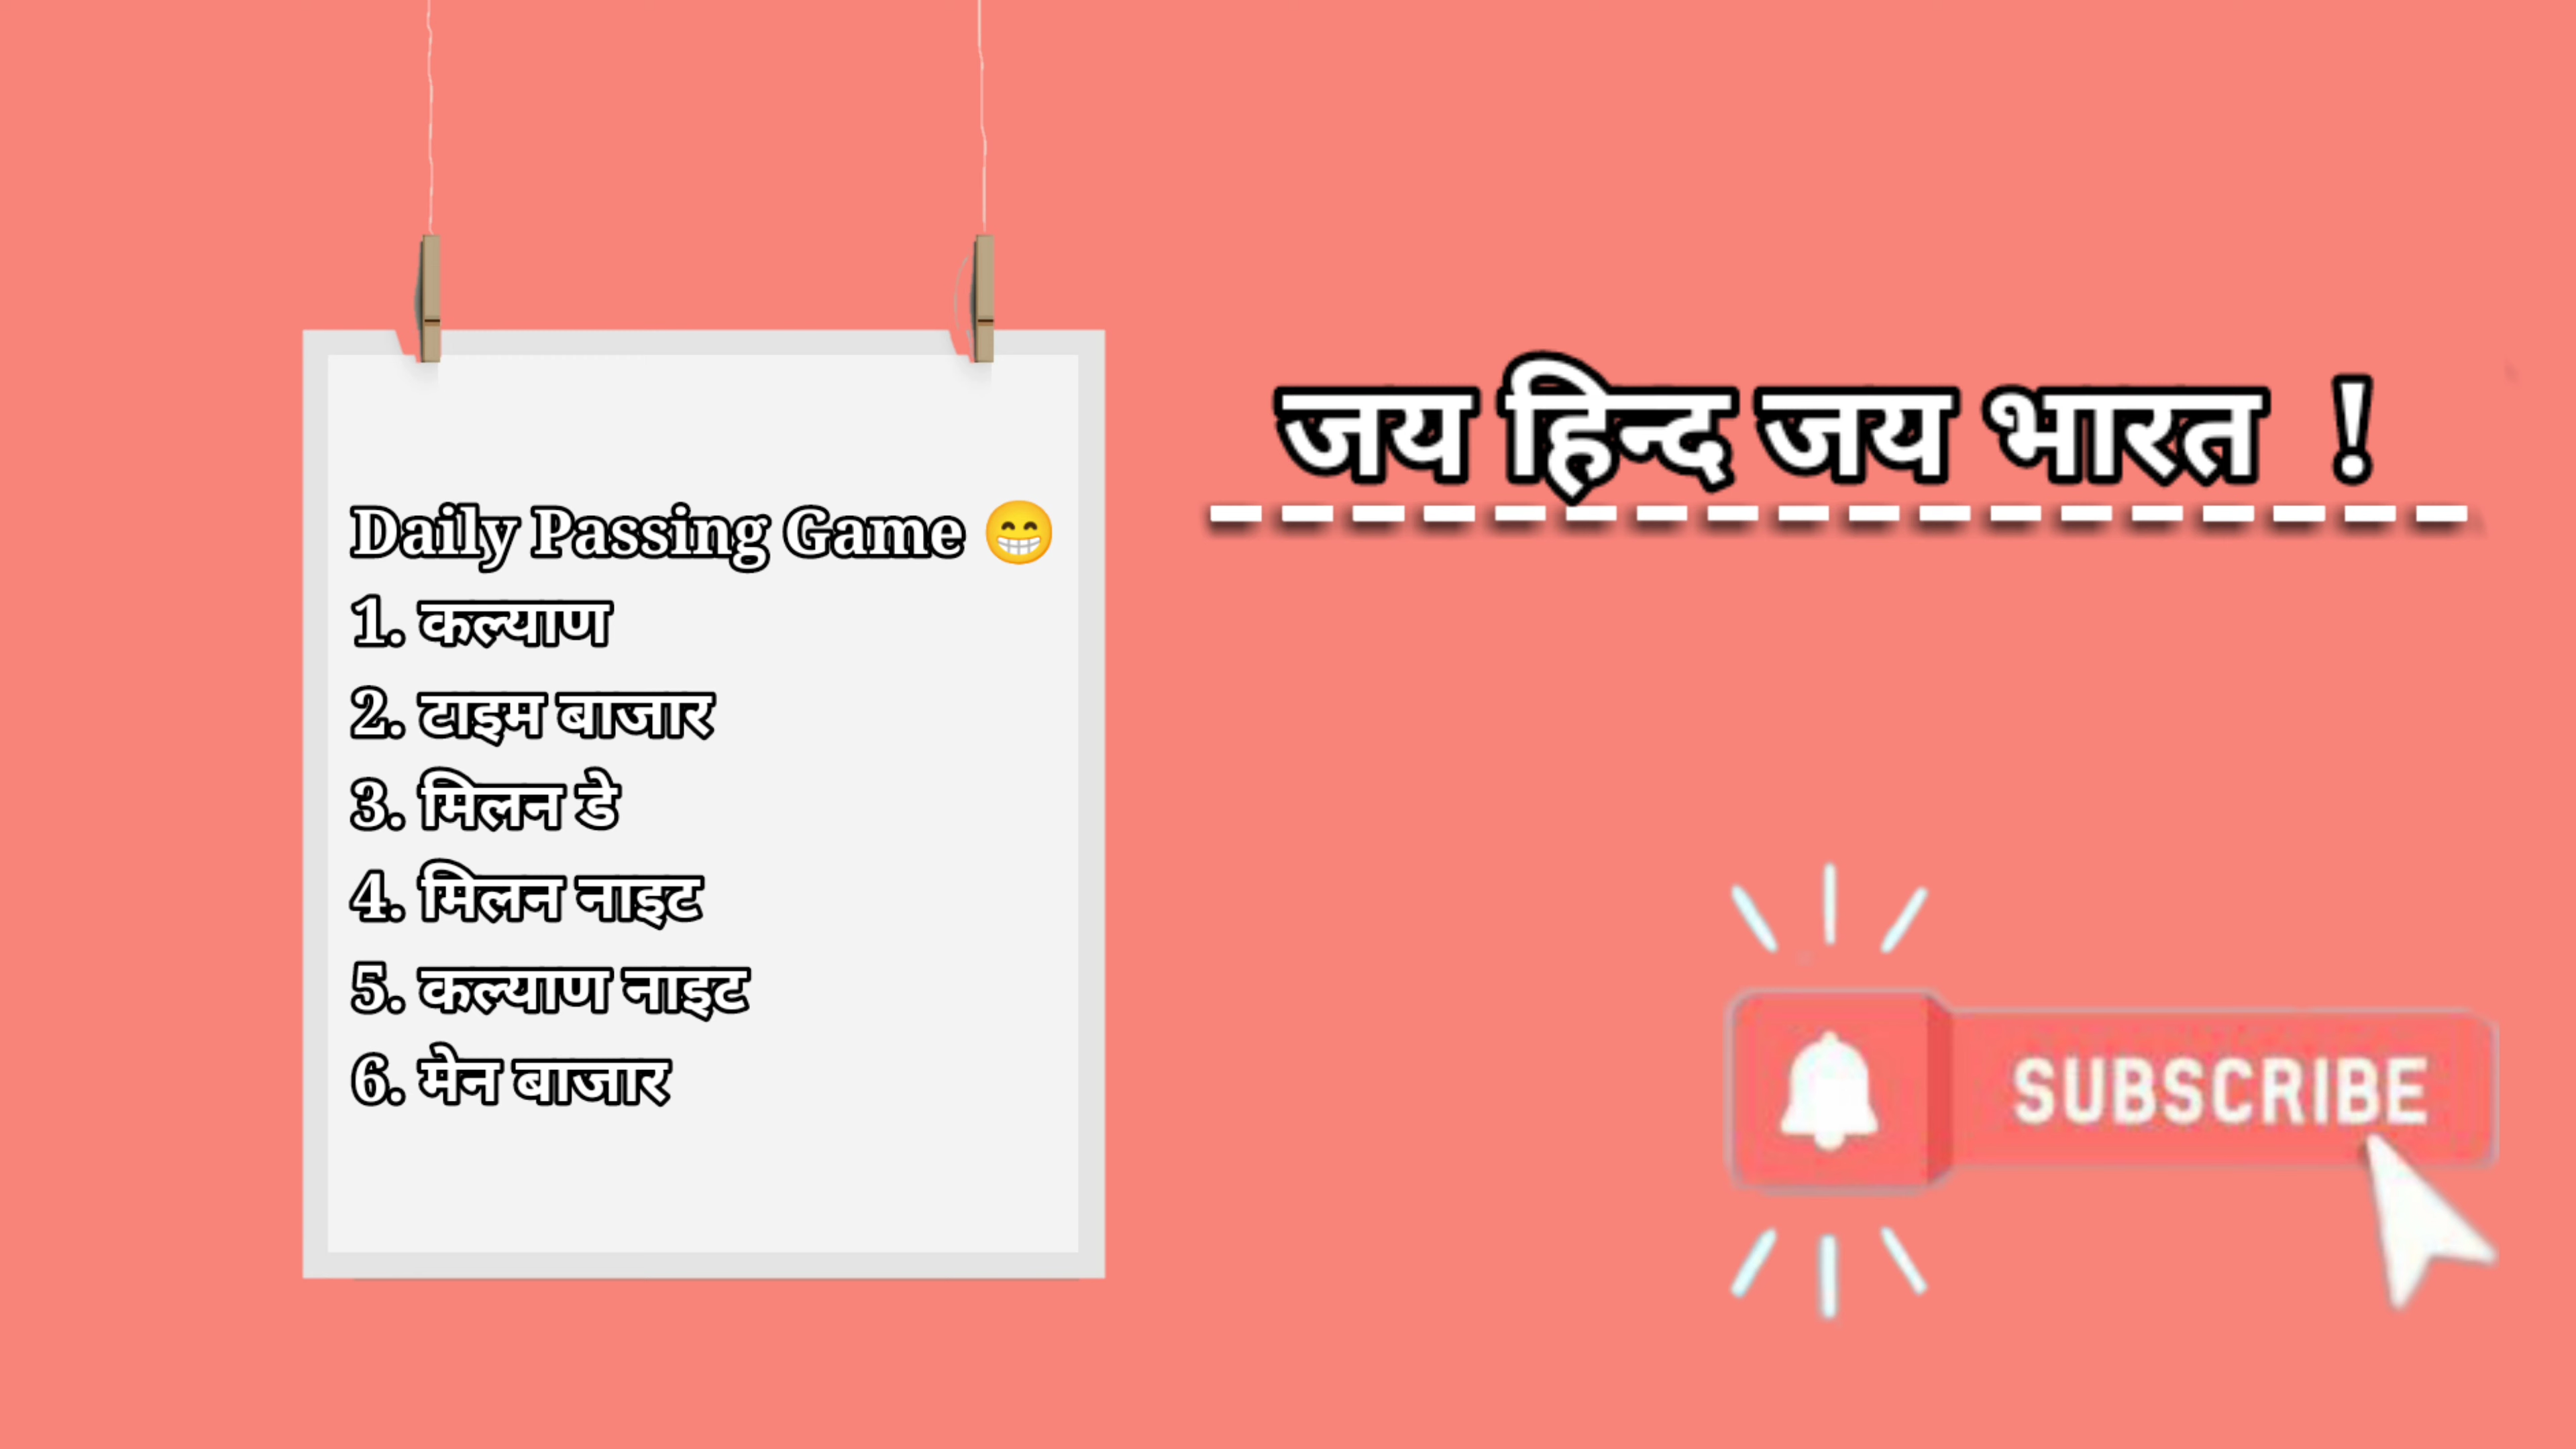 Daily Passing Game 😁
1. कल्याण
2. टाइम बाजार
3. मिलन डे
4. मिलन नाइट
5. कल्याण नाइट
6. मेन बाजार
जय हिन्द जय भारत !
SUBSCRIBE